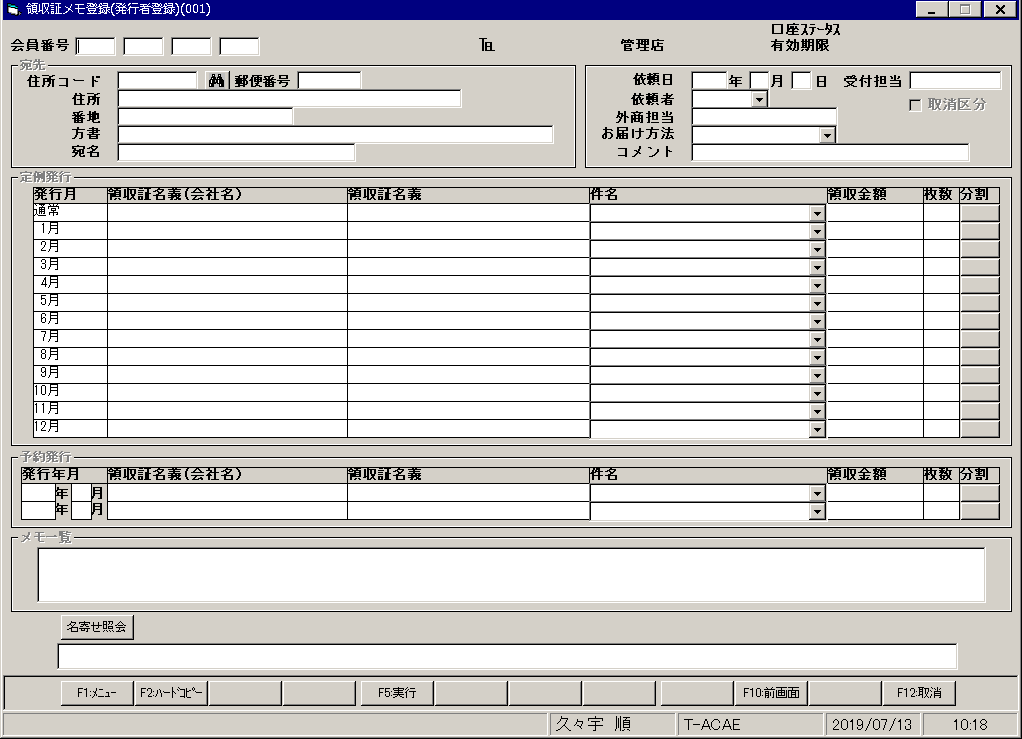 領収証メモ登録(発行者登録)(001)
口座ｽﾃｰﾀｽ
会員番号 ℡ 管理店 有効期限
宛先
住所コード 郵便番号
住所
番地
方書
宛名
依頼日 年 月 日 受付担当
依頼者 取消区分
外商担当
お届け方法
コメント
定例発行
発行月 領収証名義(会社名) 領収証名義 件名 領収金額 枚数 分割
通常
1月
2月
3月
4月
5月
6月
7月
8月
9月
10月
11月
12月
予約発行
発行年月 領収証名義(会社名) 領収証名義 件名 領収金額 枚数 分割
年 月
年 月
メモ一覧
名寄せ照会
F1:ﾒﾆｭｰ F2:ﾊｰﾄﾞｺﾋﾟｰ F5:実行 F10:前画面 F12:取消
久々宇 順 T-ACAE 2019/07/13 10:18